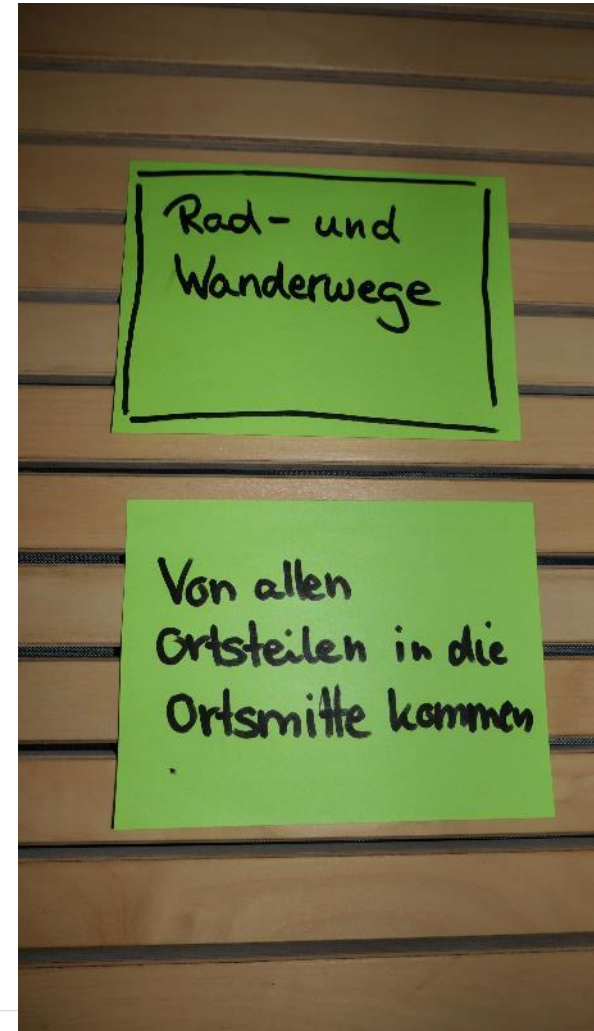 Rad- und
Wanderwege
Von allen
Ortsteilen in die
Ortsmitte kommen